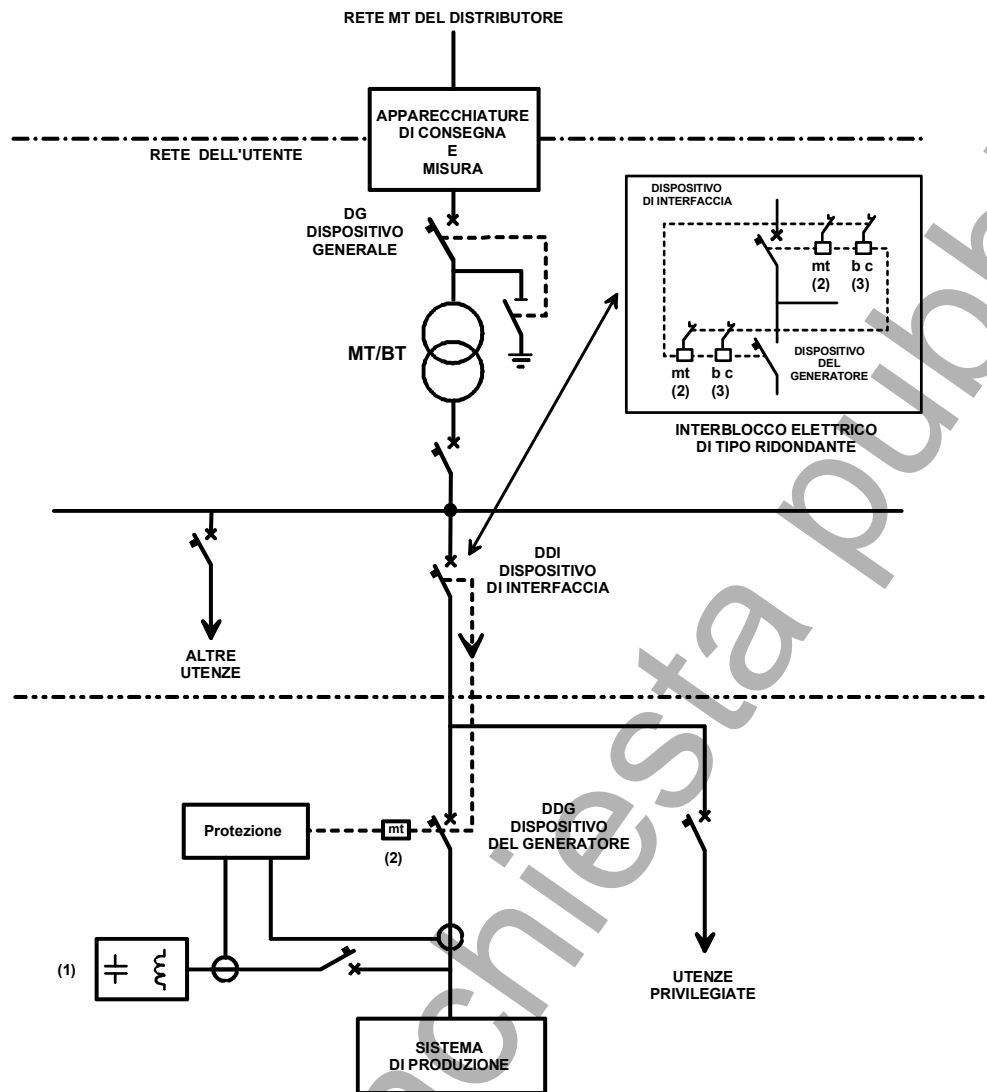 RETE MT DEL DISTRIBUTORE
APPARECCHIATURE
DI CONSEGNA
E
MISURA
RETE DELL'UTENTE
DG
DISPOSITIVO
GENERALE
MT/BT
DISPOSITIVO
DI INTERFACCIA
mt
(2)
b c
(3)
mt
(2)
b c
(3)
DISPOSITIVO
DEL
GENERATORE
INTERBLOCCO ELETTRICO
DI TIPO RIDONDANTE
DDI
DISPOSITIVO
DI INTERFACCIA
ALTRE
UTENZE
Protezione
mt
(2)
DDG
DISPOSITIVO
DEL GENERATORE
(1)
UTENZE
PRIVILEGIATE
SISTEMA
DI PRODUZIONE